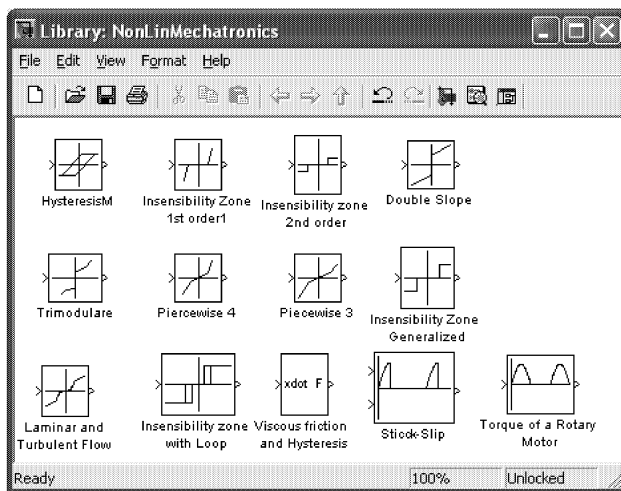 Library: NonLinMechatronics
File Edit View Format Help
HysteresisM
Insensibility Zone
1st order1
Insensibility zone
2nd order
Double Slope
Trimodulare
Piercewise 4
Piecewise 3
Insensibility Zone
Generalized
Laminar and
Turbulent Flow
Insensibility zone
with Loop
xdot F
Viscous friction
and Hysteresis
Sticck-Slip
Torque of a Rotary
Motor
Ready 100% Unlocked